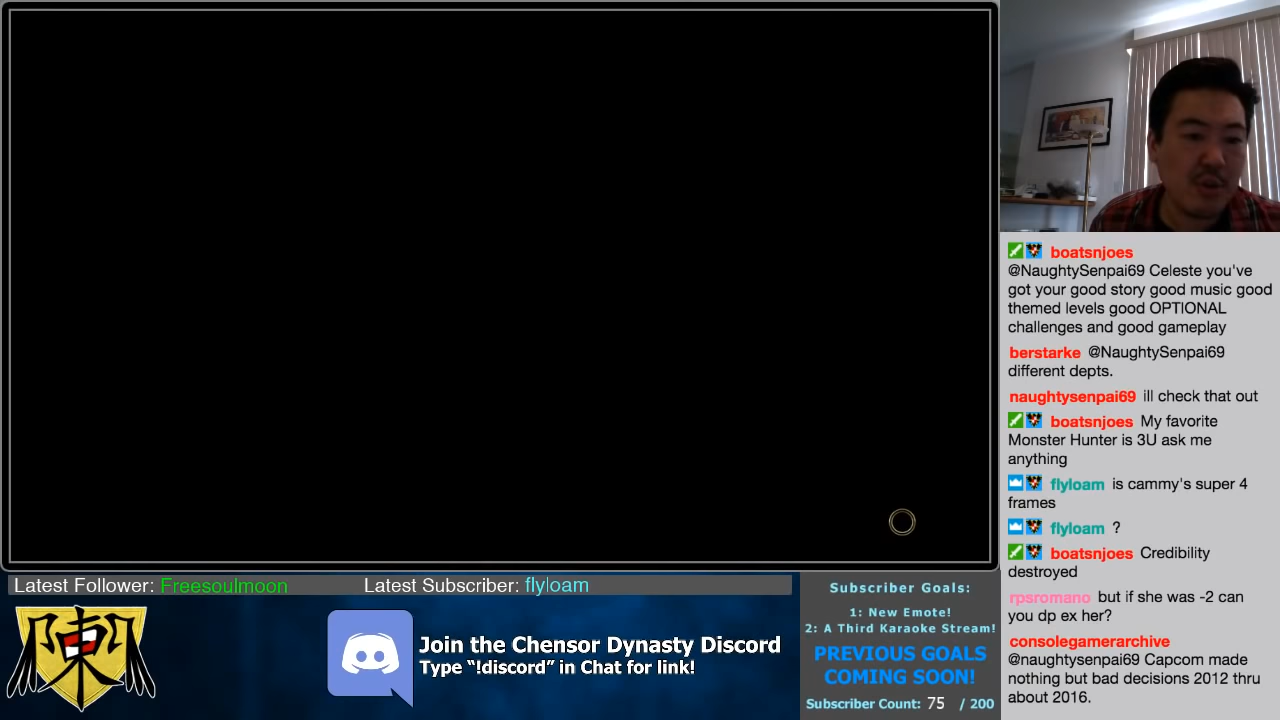 boatsnjoes
@NaughtySenpai69 Celeste you've
got your good story good music good
themed levels good OPTIONAL
challenges and good gameplay
berstarke @NaughtySenpai69
different depts.
naughtysenpai69 ill check that out
boatsnjoes My favorite
Monster Hunter is 3U ask me
anything
flyloam is cammy's super 4
frames
flyloam ?
boatsnjoes Credibility
destroyed
rpsromano but if she was -2 can
you dp ex her?
consolegamerarchive
@naughtysenpai69 Capcom made
nothing but bad decisions 2012 thru
about 2016.
Latest Follower: Freesoulmoon
Latest Subscriber: flyloam
陳
Join the Chensor Dynasty Discord
Type “!discord” in Chat for link!
Subscriber Goals:
1: New Emote!
2: A Third Karaoke Stream!
PREVIOUS GOALS
COMING SOON!
Subscriber Count: 75 / 200